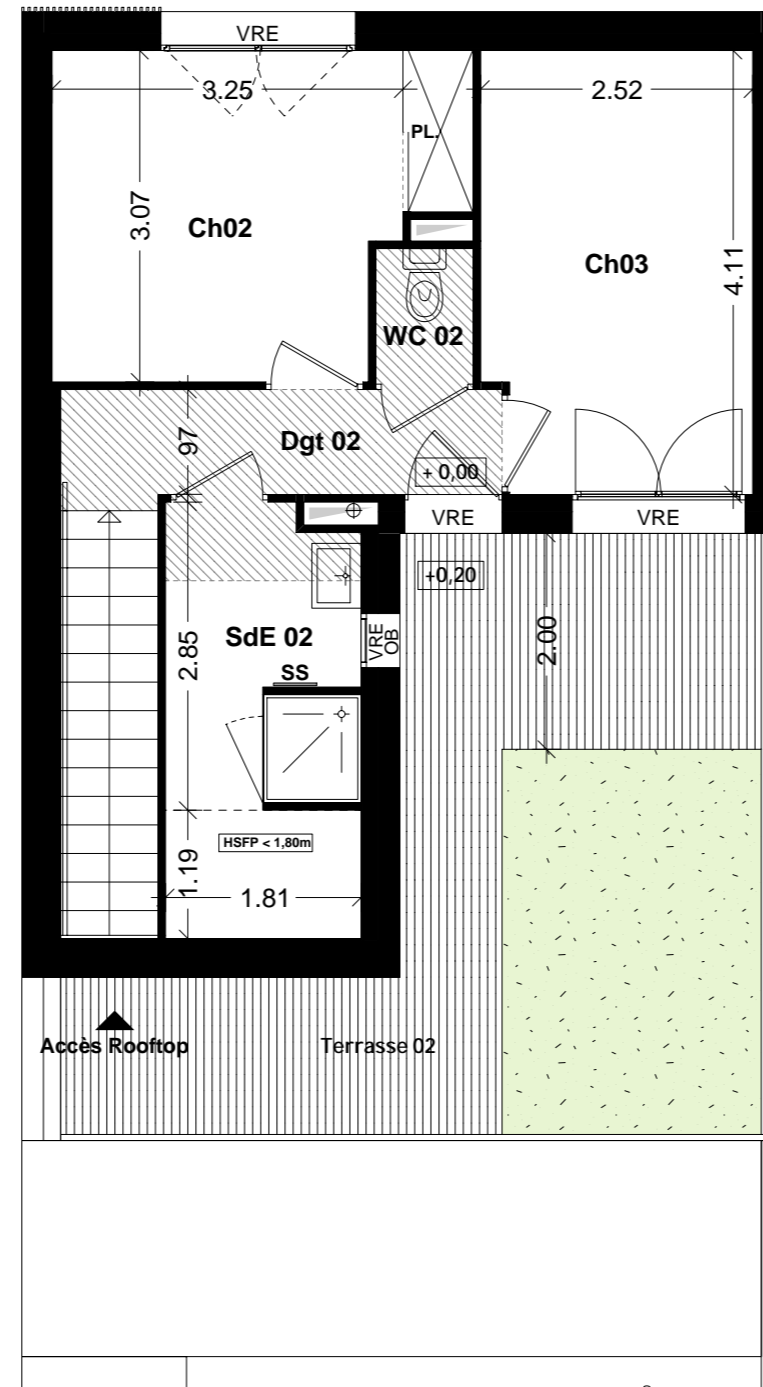 VRE
3.25
2.52
PL.
3.07
Ch02
Ch03
4.11
WC 02
97
Dgt 02
+ 0,00
VRE
VRE
+0,20
2.00
SdE 02
VRE
OB
2.85
SS
HSFP < 1,80m
1.19
1.81
Accès Rooftop
Terrasse 02